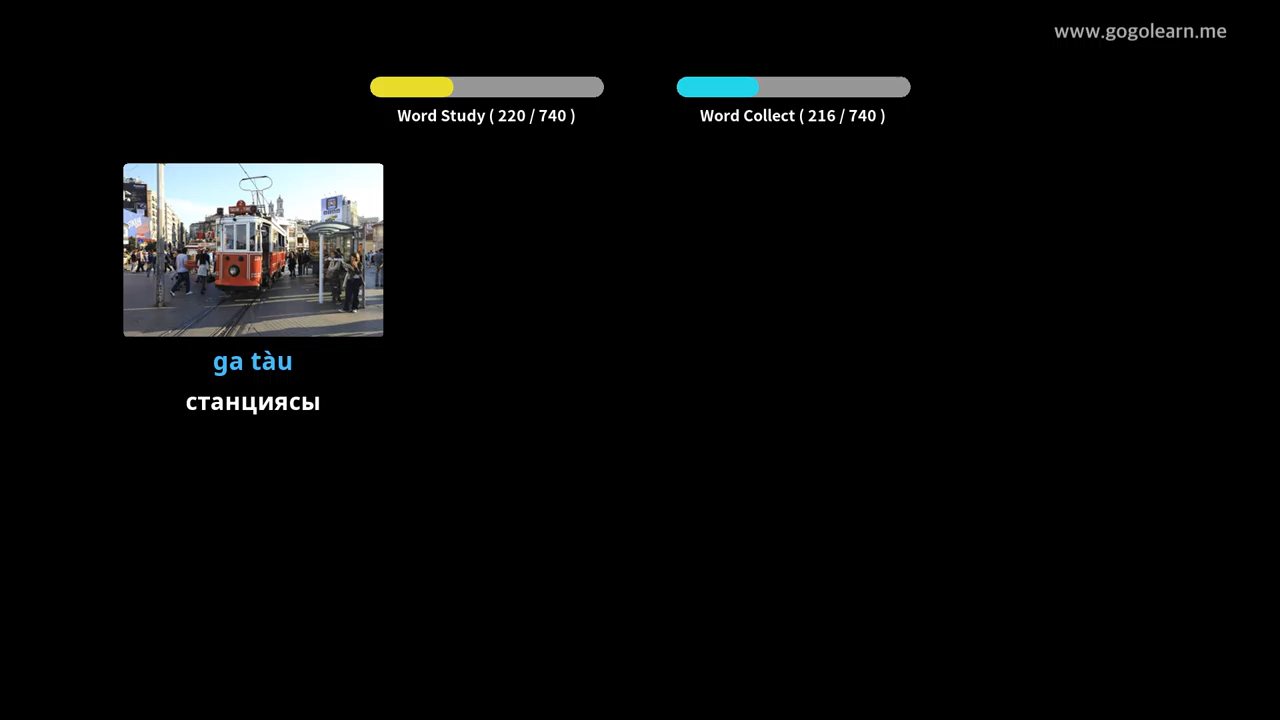 www.gogolearn.me
Word Study ( 220 / 740 )
Word Collect ( 216 / 740 )
ga tàu
станциясы